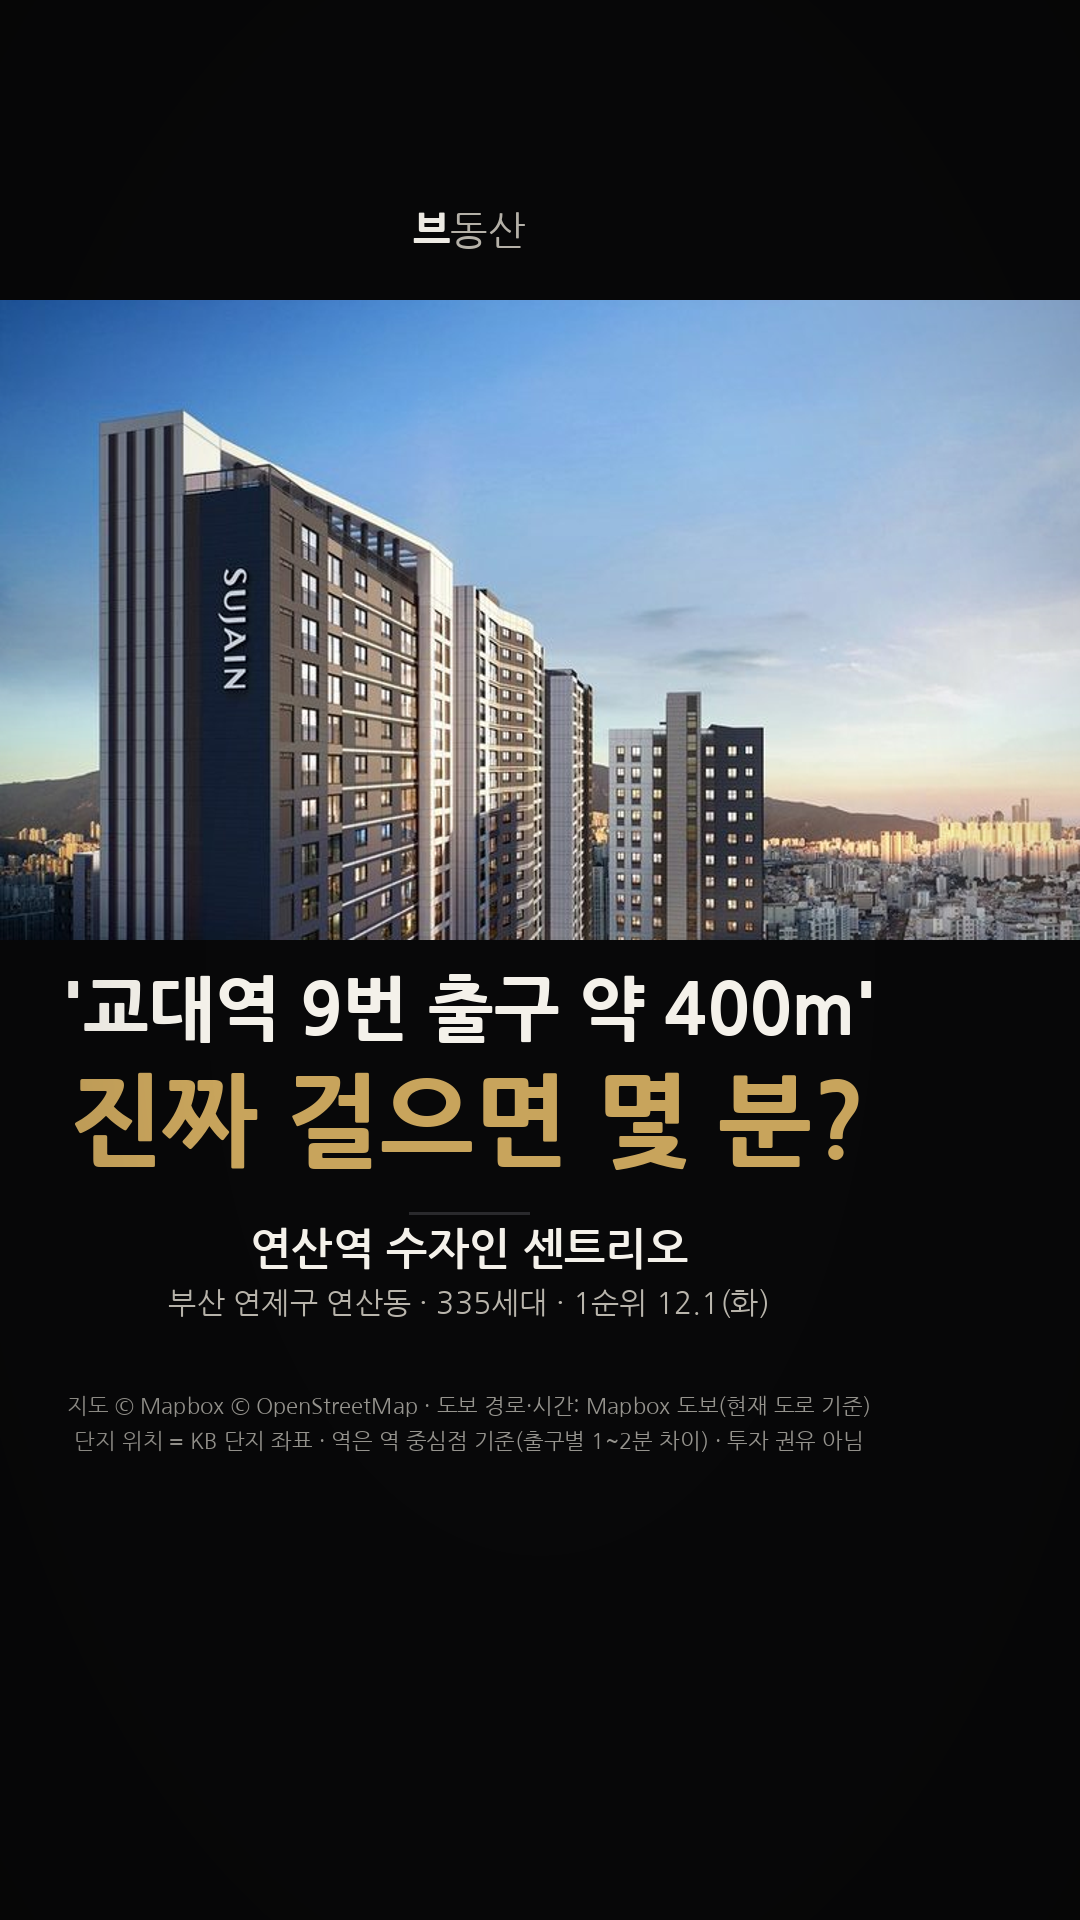 브동산
SUJAIN
'교대역 9번 출구 약 400m'
진짜 걸으면 몇 분?
연산역 수자인 센트리오
부산 연제구 연산동 · 335세대 · 1순위 12.1(화)
지도 © Mapbox © OpenStreetMap · 도보 경로·시간: Mapbox 도보(현재 도로 기준)
단지 위치 = KB 단지 좌표 · 역은 역 중심점 기준(출구별 1~2분 차이) · 투자 권유 아님